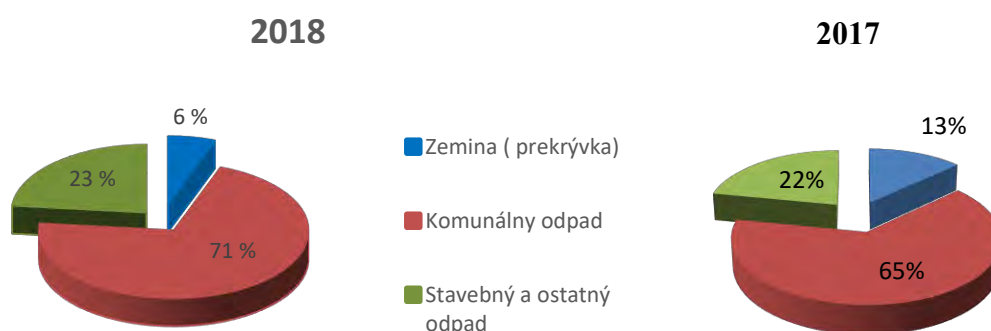 2018
2017
6 %
23 %
71 %
Zemina ( prekrývka)
Komunálny odpad
Stavebný a ostatný
odpad
13%
22%
65%